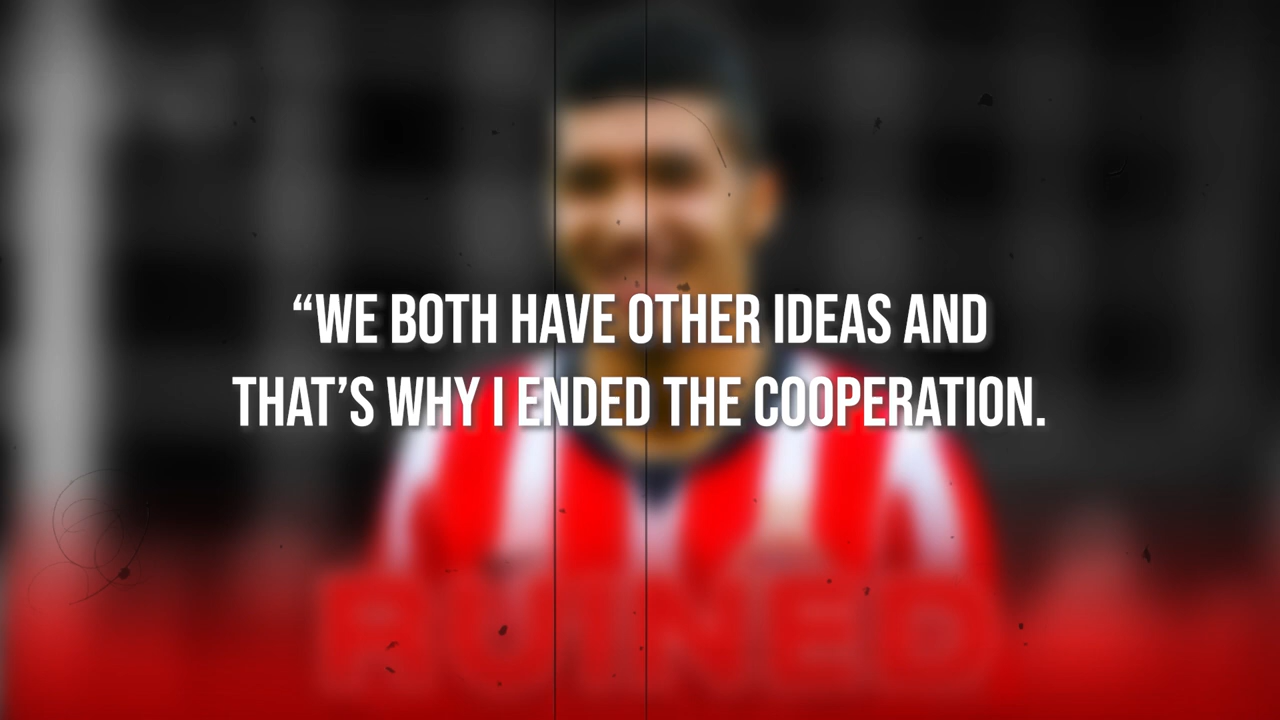 “WE BOTH HAVE OTHER IDEAS AND
THAT’S WHY I ENDED THE COOPERATION.
RUINED